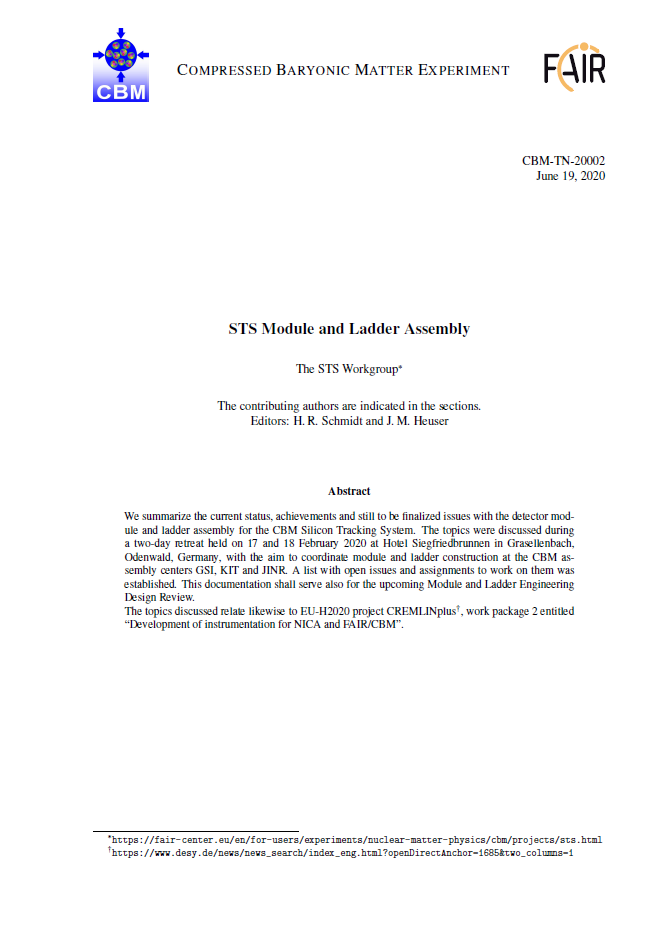 CBM
COMPRESSED BARYONIC MATTER EXPERIMENT
FAIR
CBM-TN-20002
June 19, 2020
STS Module and Ladder Assembly
The STS Workgroup*
The contributing authors are indicated in the sections.
Editors: H. R. Schmidt and J. M. Heuser
Abstract
We summarize the current status, achievements and still to be finalized issues with the detector mod-
ule and ladder assembly for the CBM Silicon Tracking System. The topics were discussed during
a two-day retreat held on 17 and 18 February 2020 at Hotel Siegfriedbrunnen in Grasellenbach,
Odenwald, Germany, with the aim to coordinate module and ladder construction at the CBM as-
sembly centers GSI, KIT and JINR. A list with open issues and assignments to work on them was
established. This documentation shall serve also for the upcoming Module and Ladder Engineering
Design Review.
The topics discussed relate likewise to EU-H2020 project CREMLINplus†, work package 2 entitled
“Development of instrumentation for NICA and FAIR/CBM”.
*https://fair-center.eu/en/for-users/experiments/nuclear-matter-physics/cbm/projects/sts.html
†https://www.desy.de/news/news_search/index_eng.html?openDirectAnchor=1685&two_columns=1